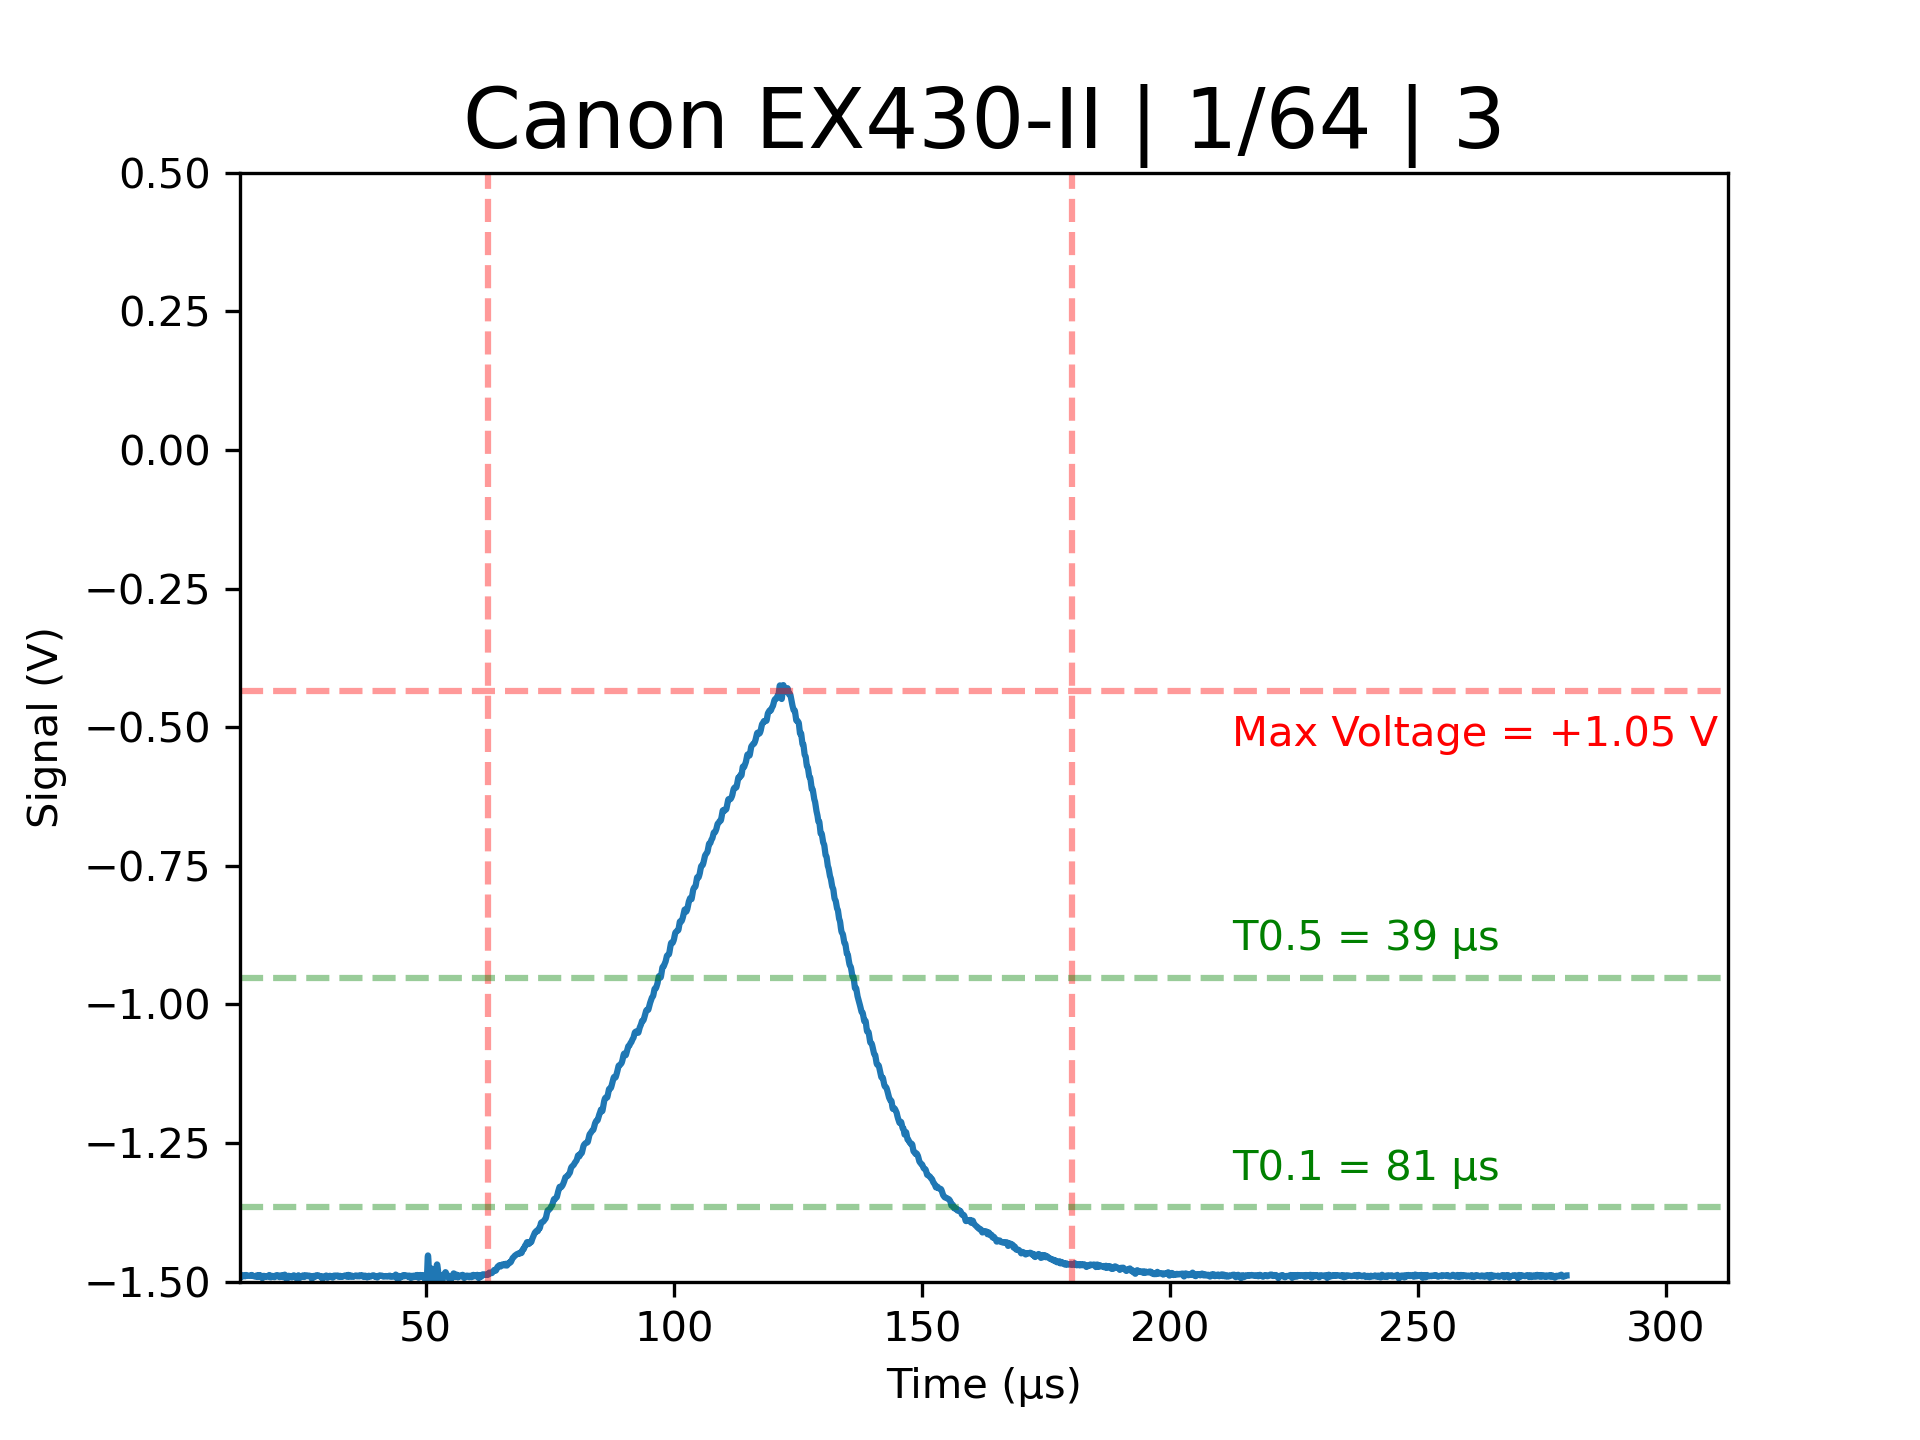 Canon EX430-II | 1/64 | 3
0.50
0.25
0.00
−0.25
−0.50
−0.75
−1.00
−1.25
−1.50
Signal (V)
Max Voltage = +1.05 V
T0.5 = 39 µs
T0.1 = 81 µs
50 100 150 200 250 300
Time (µs)